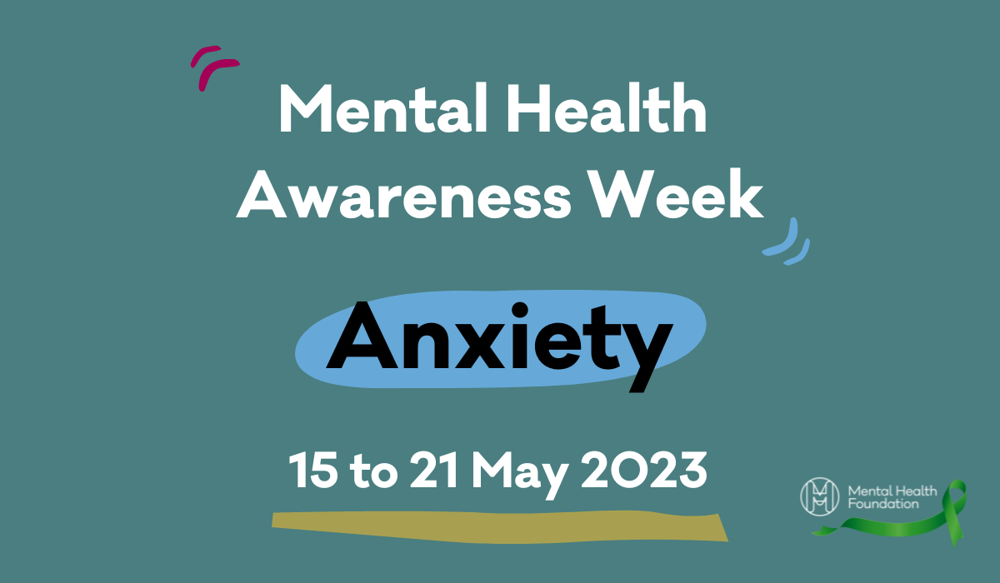 Mental Health
Awareness Week
Anxiety
15 to 21 May 2023
Mental Health
Foundation